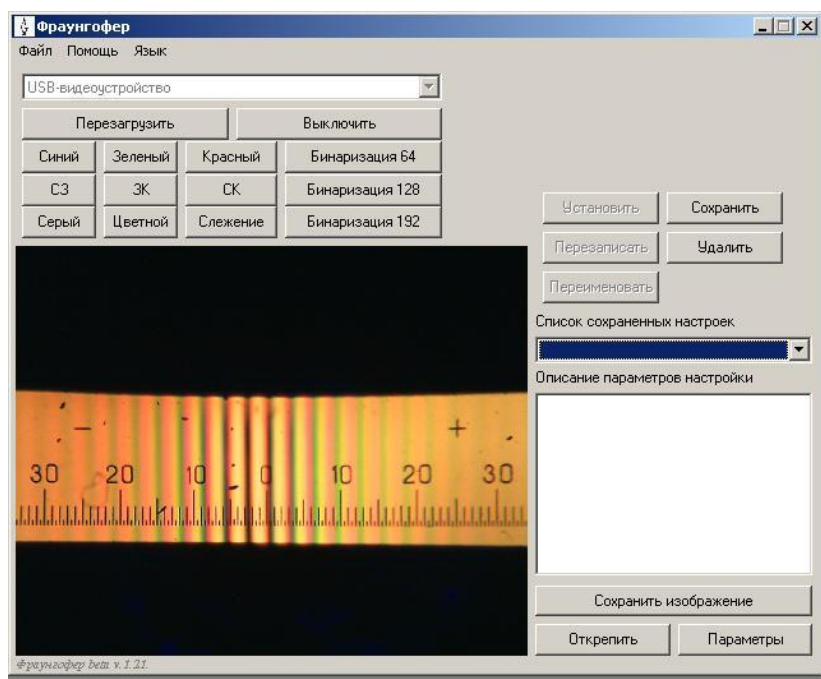 Фраунгофер
Файл Помощь Язык
USB-видеоустройство
Перезагрузить Выключить
Синий Зеленый Красный Бинаризация 64
СЗ ЗК СК Бинаризация 128
Серый Цветной Слежение Бинаризация 192
Установить Сохранить
Перезаписать Удалить
Переименовать
Список сохраненных настроек
Описание параметров настройки
− +
30 20 10 0 10 20 30
Сохранить изображение
Открепить Параметры
Фраунгофер beta v.1.21.